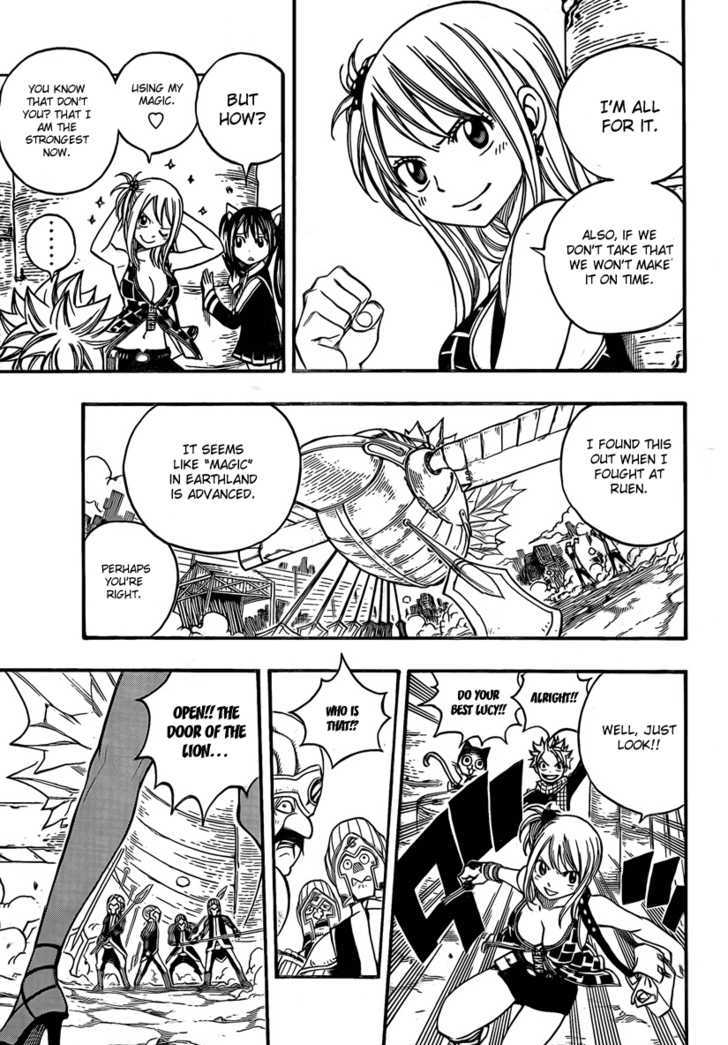 I'M ALL
FOR IT.
ALSO, IF WE
DON'T TAKE THAT
WE WON'T MAKE
IT ON TIME.
BUT
HOW?
USING MY
MAGIC.
♡
YOU KNOW
THAT DON'T
YOU? THAT I
AM THE
STRONGEST
NOW.
......
I FOUND THIS
OUT WHEN I
FOUGHT AT
RUEN.
IT SEEMS
LIKE "MAGIC"
IN EARTHLAND
IS ADVANCED.
PERHAPS
YOU'RE
RIGHT.
WELL, JUST
LOOK!!
ALRIGHT!!
DO YOUR
BEST LUCY!!
WHO IS
THAT!?
OPEN!! THE
DOOR OF THE
LION...